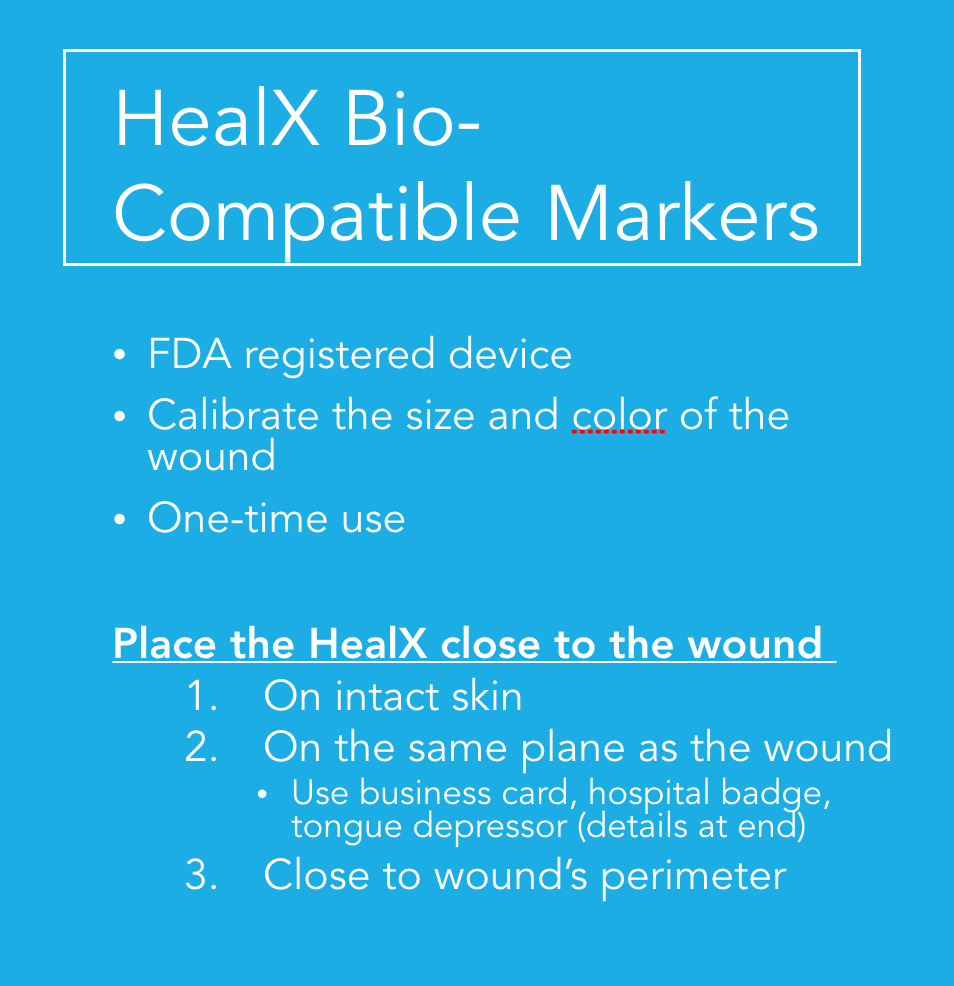 HealX Bio-
Compatible Markers
• FDA registered device
• Calibrate the size and color of the
wound
• One-time use
Place the HealX close to the wound
1. On intact skin
2. On the same plane as the wound
• Use business card, hospital badge,
tongue depressor (details at end)
3. Close to wound’s perimeter